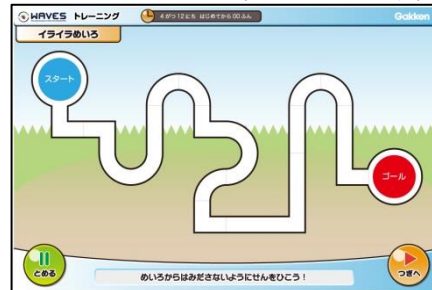 WAVES トレーニング
4がつ12にち はじめてから00ふん
Gakken
イライラめいろ
スタート
ゴール
とめる
つぎへ
めいろからはみださないようにせんをひこう！